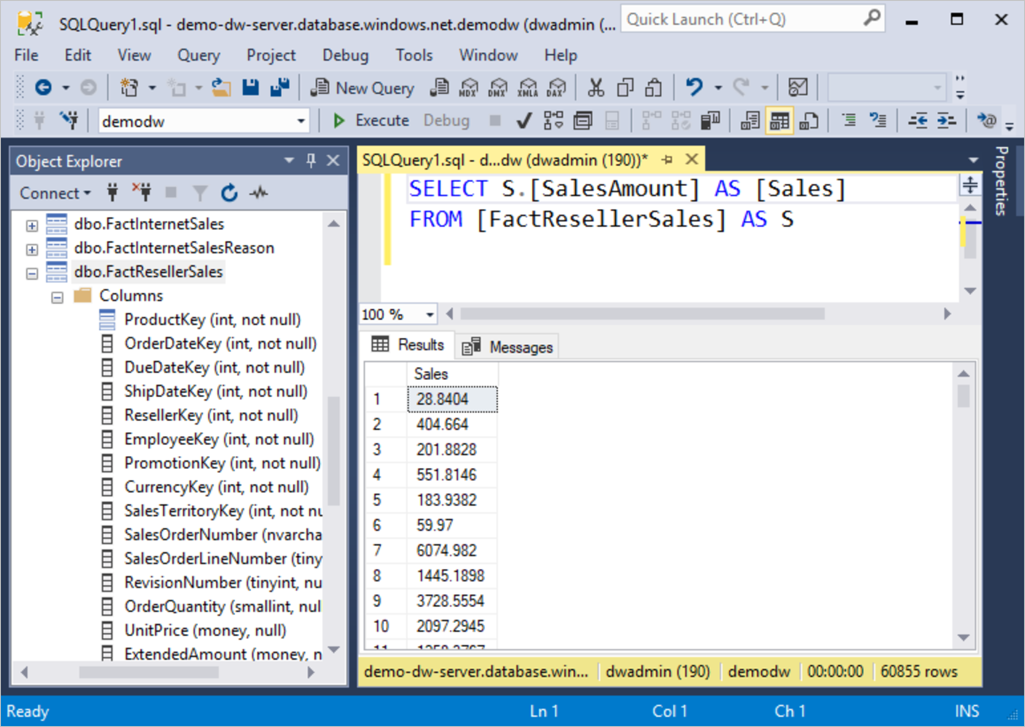 SQLQuery1.sql - demo-dw-server.database.windows.net.demodw (dwadmin (...
Quick Launch (Ctrl+Q)
File Edit View Query Project Debug Tools Window Help
New Query MDX DMX XMLA DAX
demodw Execute Debug
Object Explorer
Connect
dbo.FactInternetSales
dbo.FactInternetSalesReason
dbo.FactResellerSales
Columns
ProductKey (int, not null)
OrderDateKey (int, not null)
DueDateKey (int, not null)
ShipDateKey (int, not null)
ResellerKey (int, not null)
EmployeeKey (int, not null)
PromotionKey (int, not null)
CurrencyKey (int, not null)
SalesTerritoryKey (int, not nu
SalesOrderNumber (nvarcha
SalesOrderLineNumber (tiny
RevisionNumber (tinyint, nu
OrderQuantity (smallint, nul
UnitPrice (money, null)
ExtendedAmount (money, n
SQLQuery1.sql - d...dw (dwadmin (190))*
SELECT S.[SalesAmount] AS [Sales]
FROM [FactResellerSales] AS S
100 %
Results Messages
Sales
1 28.8404
2 404.664
3 201.8828
4 551.8146
5 183.9382
6 59.97
7 6074.982
8 1445.1898
9 3728.5554
10 2097.2945
demo-dw-server.database.win... dwadmin (190) demodw 00:00:00 60855 rows
Properties
Ready Ln 1 Col 1 Ch 1 INS